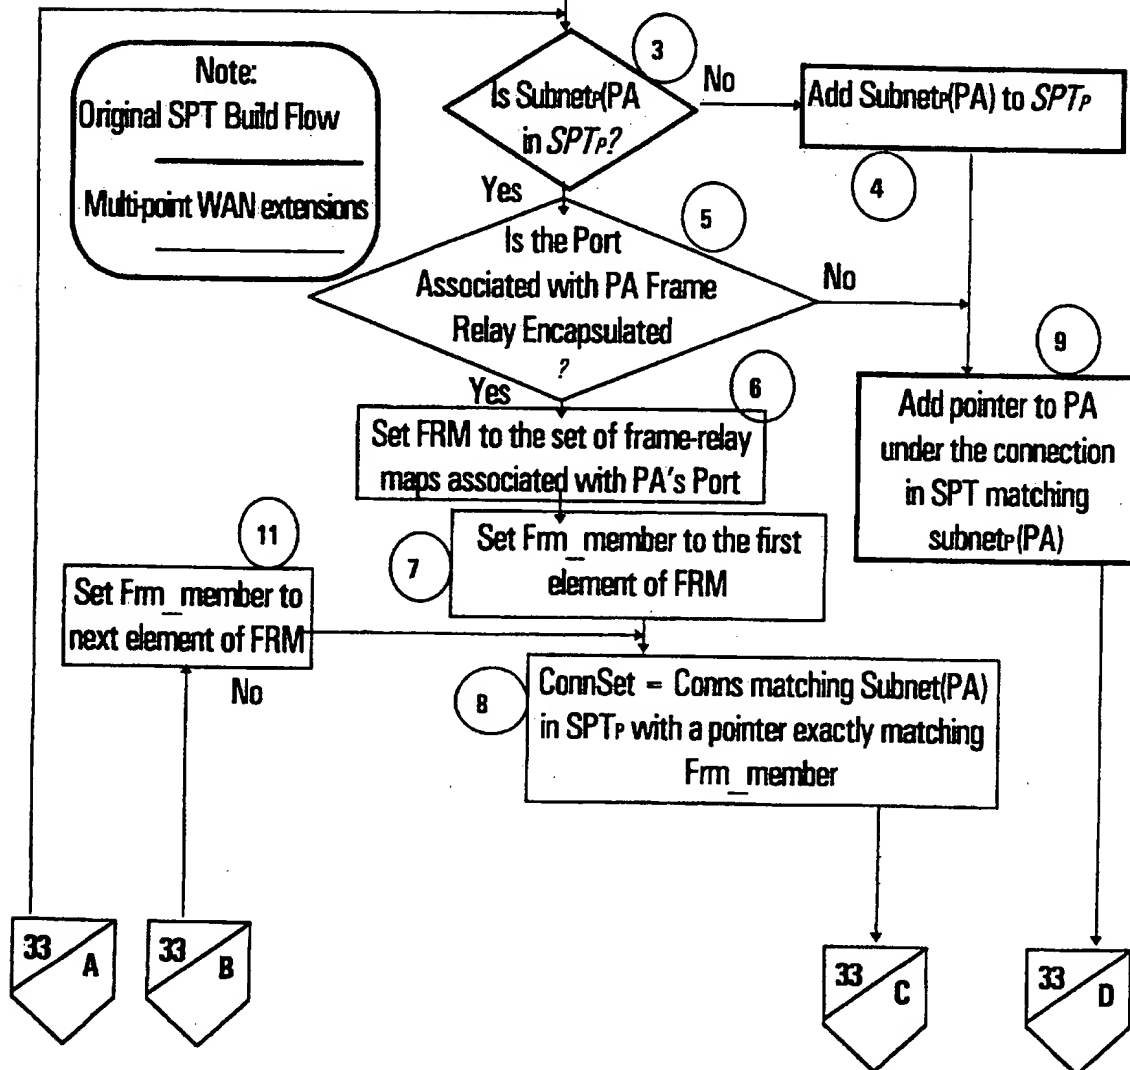 Note:
Original SPT Build Flow
Multi-point WAN extensions
3
Is SubnetP(PA
in SPTP?
No
Add SubnetP(PA) to SPTP
4
Yes
5
Is the Port
Associated with PA Frame
Relay Encapsulated
?
No
Yes
6
Set FRM to the set of frame-relay
maps associated with PA's Port
9
Add pointer to PA
under the connection
in SPT matching
subnetP(PA)
7
Set Frm_member to the first
element of FRM
11
Set Frm_member to
next element of FRM
No
8
ConnSet = Conns matching Subnet(PA)
in SPTP with a pointer exactly matching
Frm_member
33 A
33 B
33 C
33 D